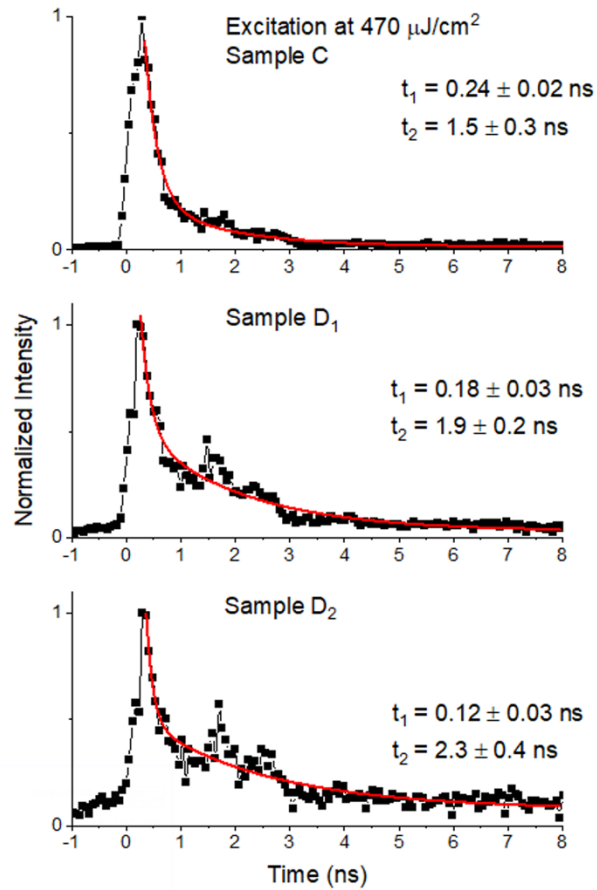 Excitation at 470 μJ/cm²
Sample C
t₁ = 0.24 ± 0.02 ns
t₂ = 1.5 ± 0.3 ns
1
0
-1 0 1 2 3 4 5 6 7 8
Sample D₁
t₁ = 0.18 ± 0.03 ns
t₂ = 1.9 ± 0.2 ns
1
0
-1 0 1 2 3 4 5 6 7 8
Normalized Intensity
Sample D₂
t₁ = 0.12 ± 0.03 ns
t₂ = 2.3 ± 0.4 ns
1
0
-1 0 1 2 3 4 5 6 7 8
Time (ns)